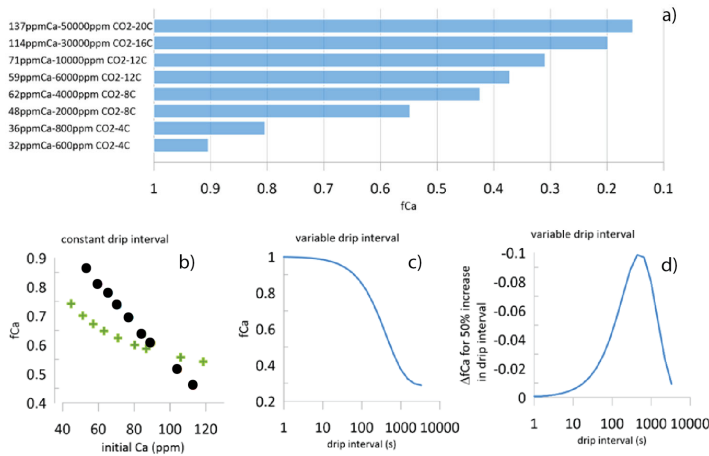 a)
137ppmCa-50000ppm CO2-20C
114ppmCa-30000ppm CO2-16C
71ppmCa-10000ppm CO2-12C
59ppmCa-6000ppm CO2-12C
62ppmCa-4000ppm CO2-8C
48ppmCa-2000ppm CO2-8C
36ppmCa-800ppm CO2-4C
32ppmCa-600ppm CO2-4C
1 0.9 0.8 0.7 0.6 0.5 0.4 0.3 0.2 0.1
fCa
constant drip interval
b)
0.9
0.8
0.7
0.6
0.5
0.4
fCa
40 60 80 100 120
initial Ca (ppm)
variable drip interval
c)
1
0.8
0.6
0.4
0.2
fCa
1 10 100 1000 10000
drip interval (s)
variable drip interval
d)
-0.1
-0.08
-0.06
-0.04
-0.02
0
ΔfCa for 50% increase
in drip interval
1 10 100 1000 10000
drip interval (s)